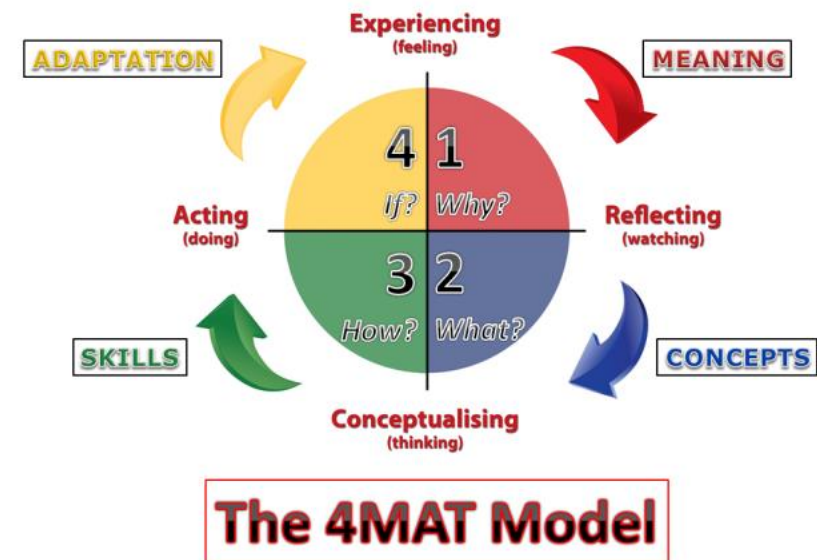 Experiencing
(feeling)
ADAPTATION
MEANING
4 1
If? Why?
Acting
(doing)
Reflecting
(watching)
3 2
How? What?
SKILLS
CONCEPTS
Conceptualising
(thinking)
The 4MAT Model